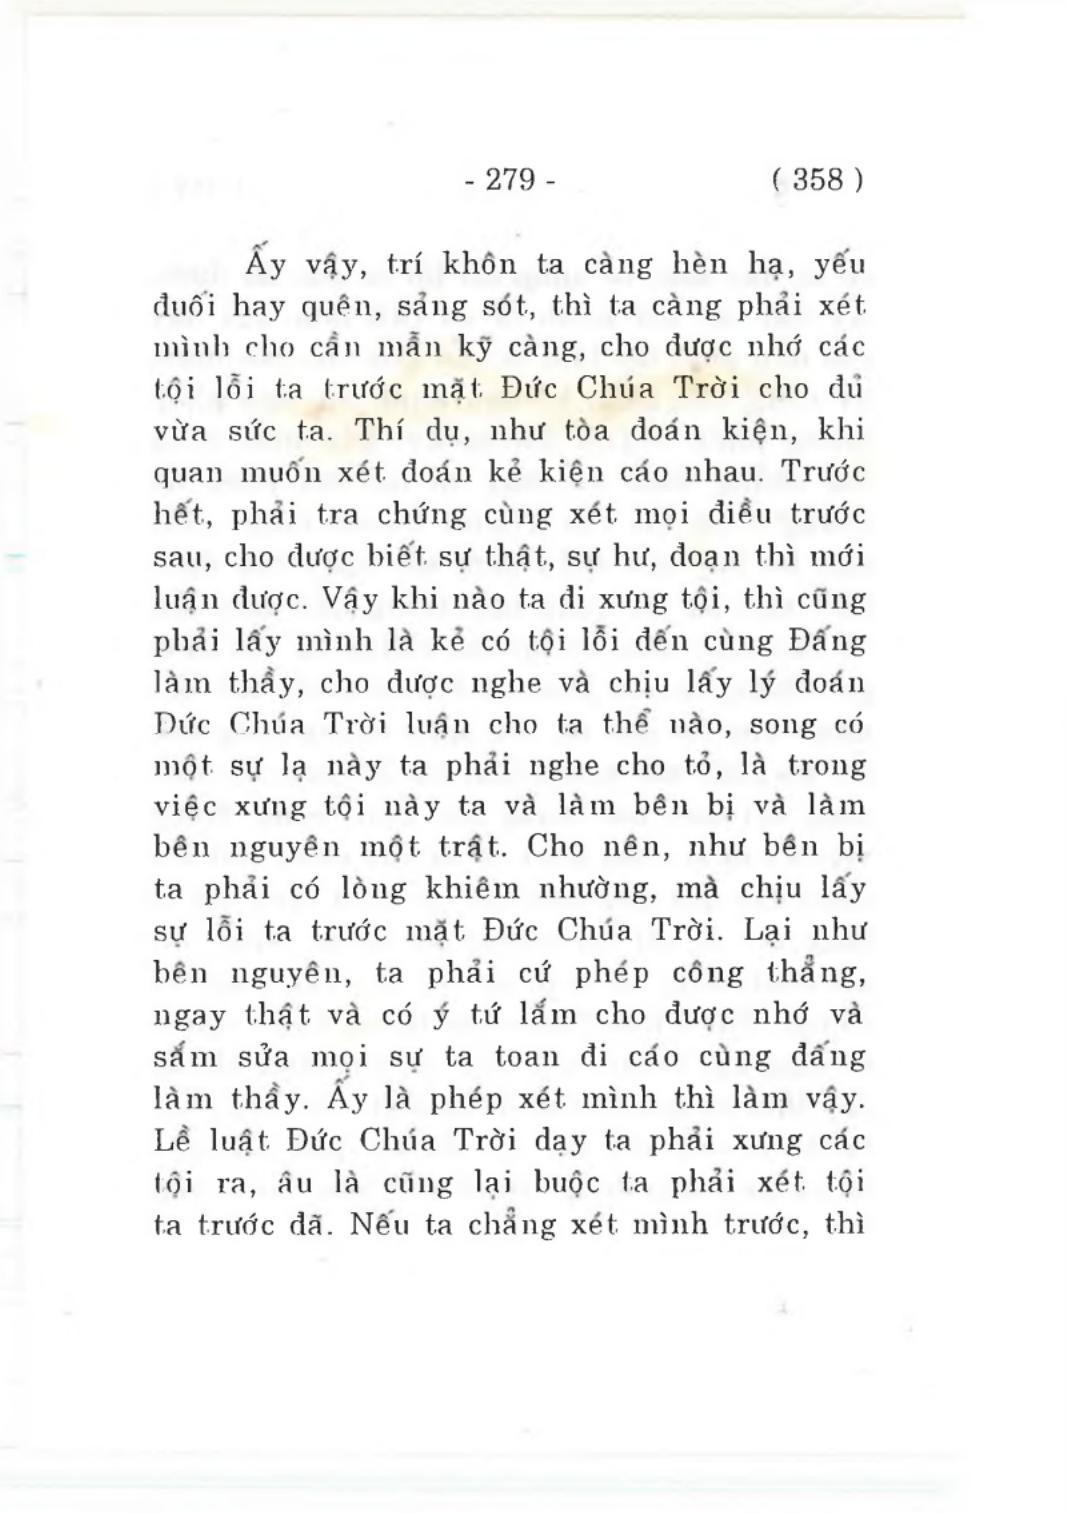 - 279 - ( 358 )
Ấy vậy, trí khôn ta càng hèn hạ, yếu
đuối hay quên, sảng sót, thì ta càng phải xét
mình cho cần mẫn kỹ càng, cho được nhớ các
tội lỗi ta trước mặt Đức Chúa Trời cho đủ
vừa sức ta. Thí dụ, như tòa đoán kiện, khi
quan muốn xét đoán kẻ kiện cáo nhau. Trước
hết, phải tra chứng cùng xét mọi điều trước
sau, cho được biết sự thật, sự hư, đoạn thì mới
luận được. Vậy khi nào ta đi xưng tội, thì cũng
phải lấy mình là kẻ có tội lỗi đến cùng Đấng
làm thầy, cho được nghe và chịu lấy lý đoán
Đức Chúa Trời luận cho ta thể nào, song có
một sự lạ này ta phải nghe cho tỏ, là trong
việc xưng tội này ta và làm bên bị và làm
bên nguyên một trật. Cho nên, như bên bị
ta phải có lòng khiêm nhường, mà chịu lấy
sự lỗi ta trước mặt Đức Chúa Trời. Lại như
bên nguyên, ta phải cứ phép công thẳng,
ngay thật và có ý tứ lắm cho được nhớ và
sắm sửa mọi sự ta toan đi cáo cùng đấng
làm thầy. Ấy là phép xét mình thì làm vậy.
Lề luật Đức Chúa Trời dạy ta phải xưng các
tội ra, âu là cũng lại buộc ta phải xét tội
ta trước đã. Nếu ta chẳng xét mình trước, thì